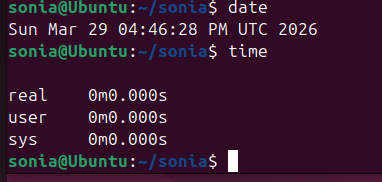 sonia@Ubuntu:~/sonia$ date
Sun Mar 29 04:46:28 PM UTC 2026
sonia@Ubuntu:~/sonia$ time

real    0m0.000s
user    0m0.000s
sys     0m0.000s
sonia@Ubuntu:~/sonia$